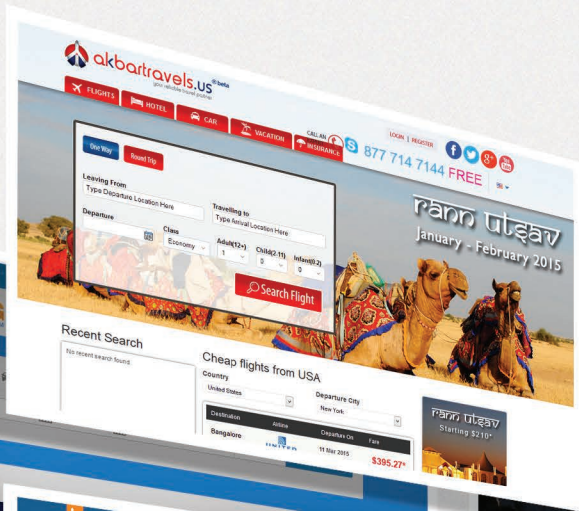 akbartravels.us® beta
your reliable travel partner
LOGIN | REGISTER
FLIGHTS
HOTEL
CAR
VACATION
INSURANCE
CALL AN
877 714 7144 FREE
One Way
Round Trip
Leaving From
Travelling to
Type Departure Location Here
Type Arrival Location Here
Departure
Class
Adult(12+)
Child(2-11)
Infant(0.2)
Economy
1
0
0
Search Flight
rann utsav
January - February 2015
Recent Search
No recent search found.
Cheap flights from USA
Country
Departure City
United States
New York
Destination
Airline
Departure On
Fare
Bangalore
UNITED
11 Mar 2015
$395.27*
rann utsav
Starting $210*